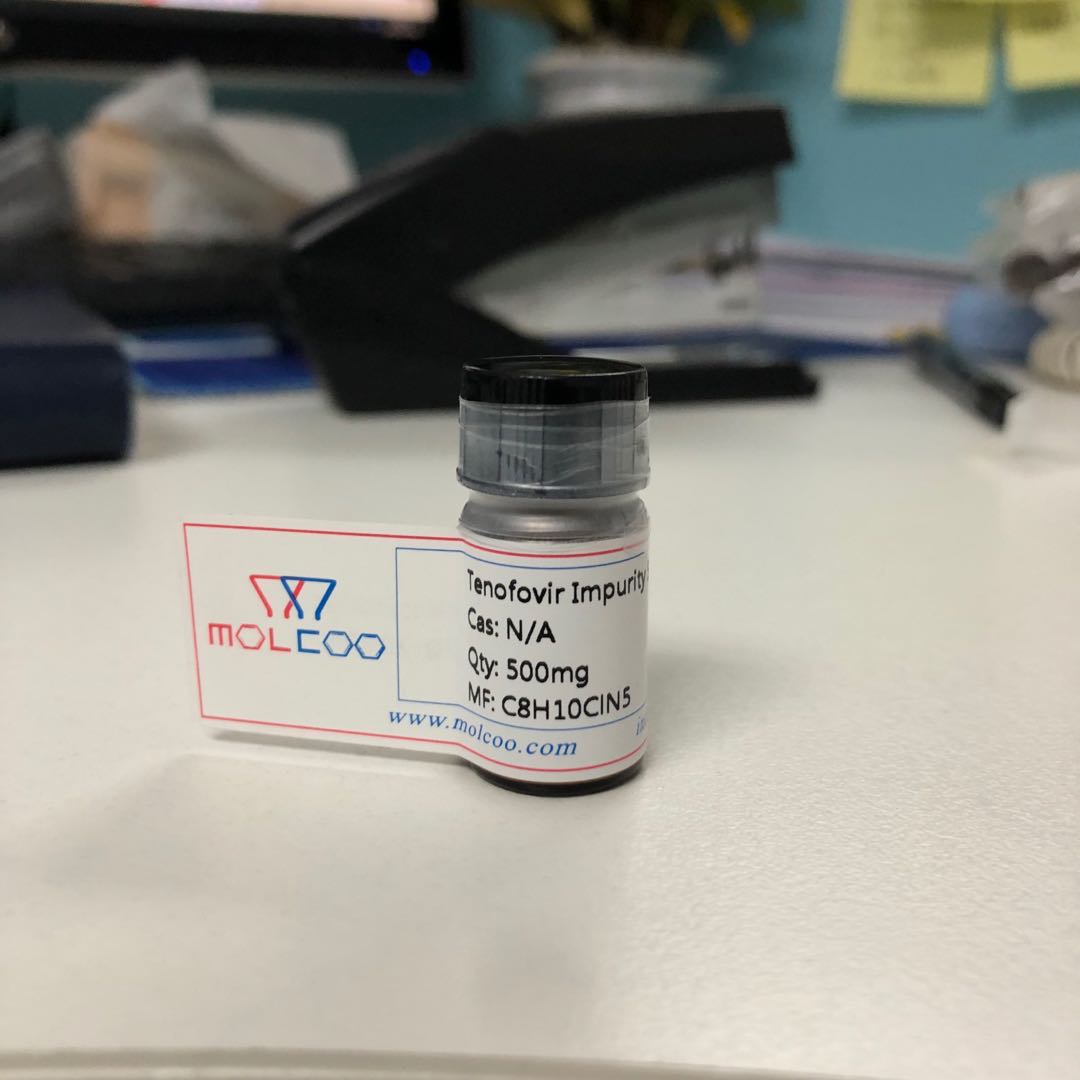 MOLCOO
Tenofovir Impurity
Cas: N/A
Qty: 500mg
MF: C8H10ClN5
www.molcoo.com